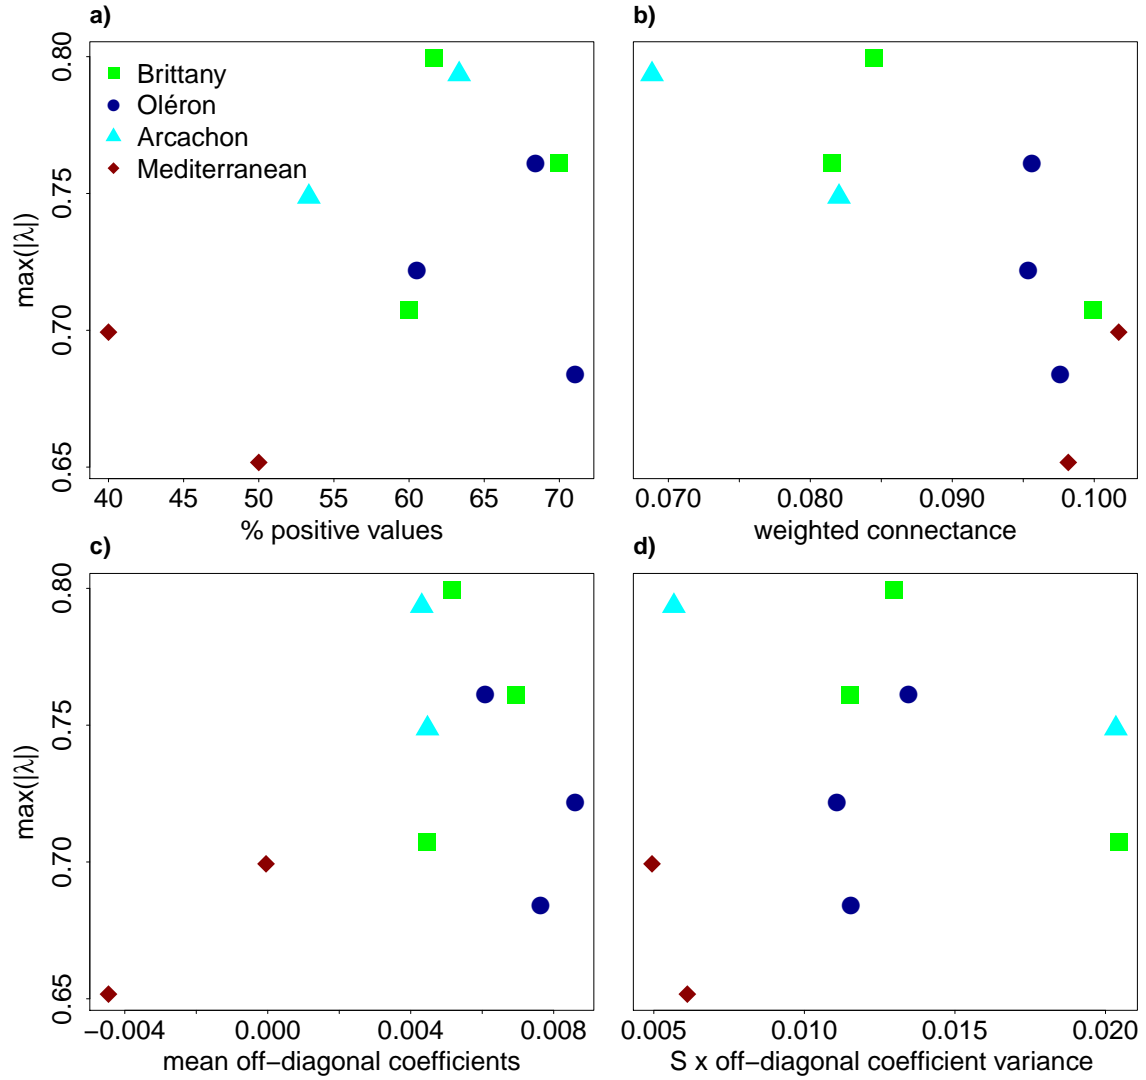 a)
0.80
0.75
0.70
0.65
max(|λ|)
Brittany
Oléron
Arcachon
Mediterranean
40 45 50 55 60 65 70
% positive values
b)
0.070 0.080 0.090 0.100
weighted connectance
c)
0.80
0.75
0.70
0.65
max(|λ|)
−0.004 0.000 0.004 0.008
mean off−diagonal coefficients
d)
0.005 0.010 0.015 0.020
S x off−diagonal coefficient variance